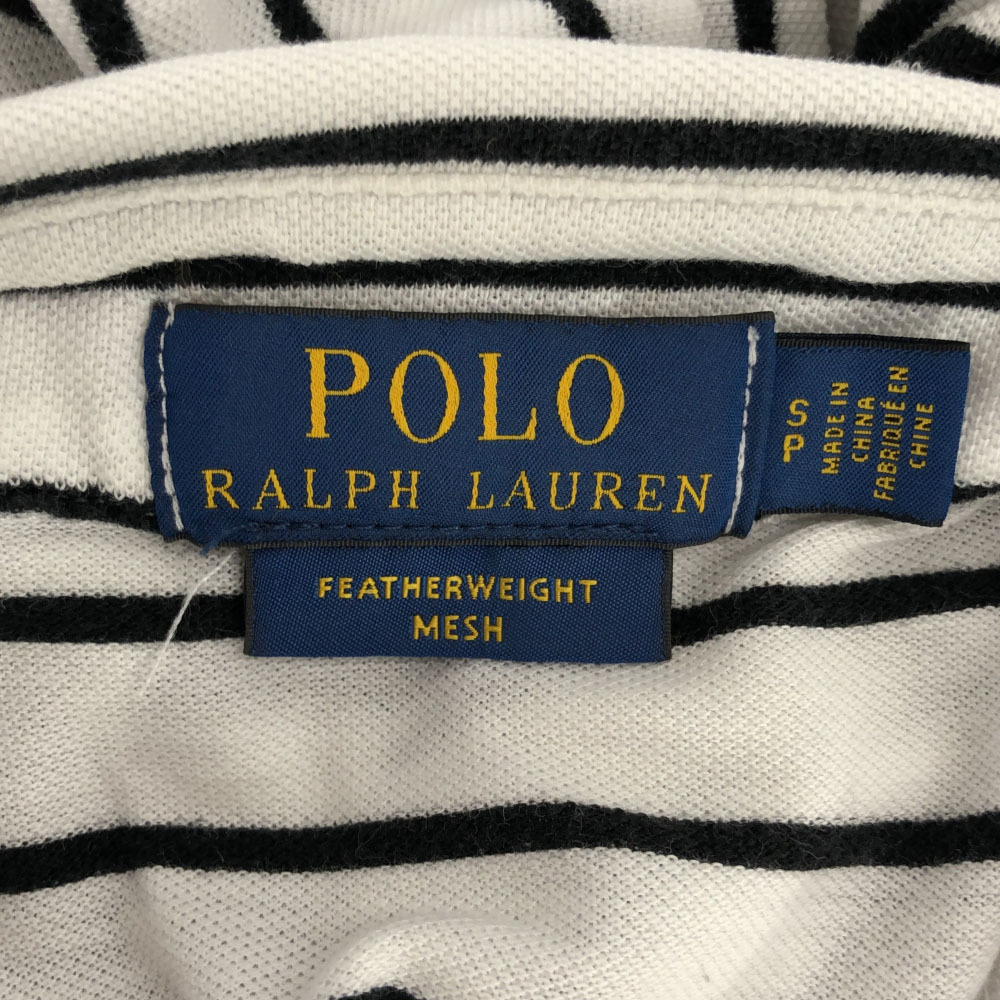 POLO
RALPH LAUREN
FEATHERWEIGHT
MESH
S
P
MADE IN
CHINA
FABRIQUÉ EN
CHINE